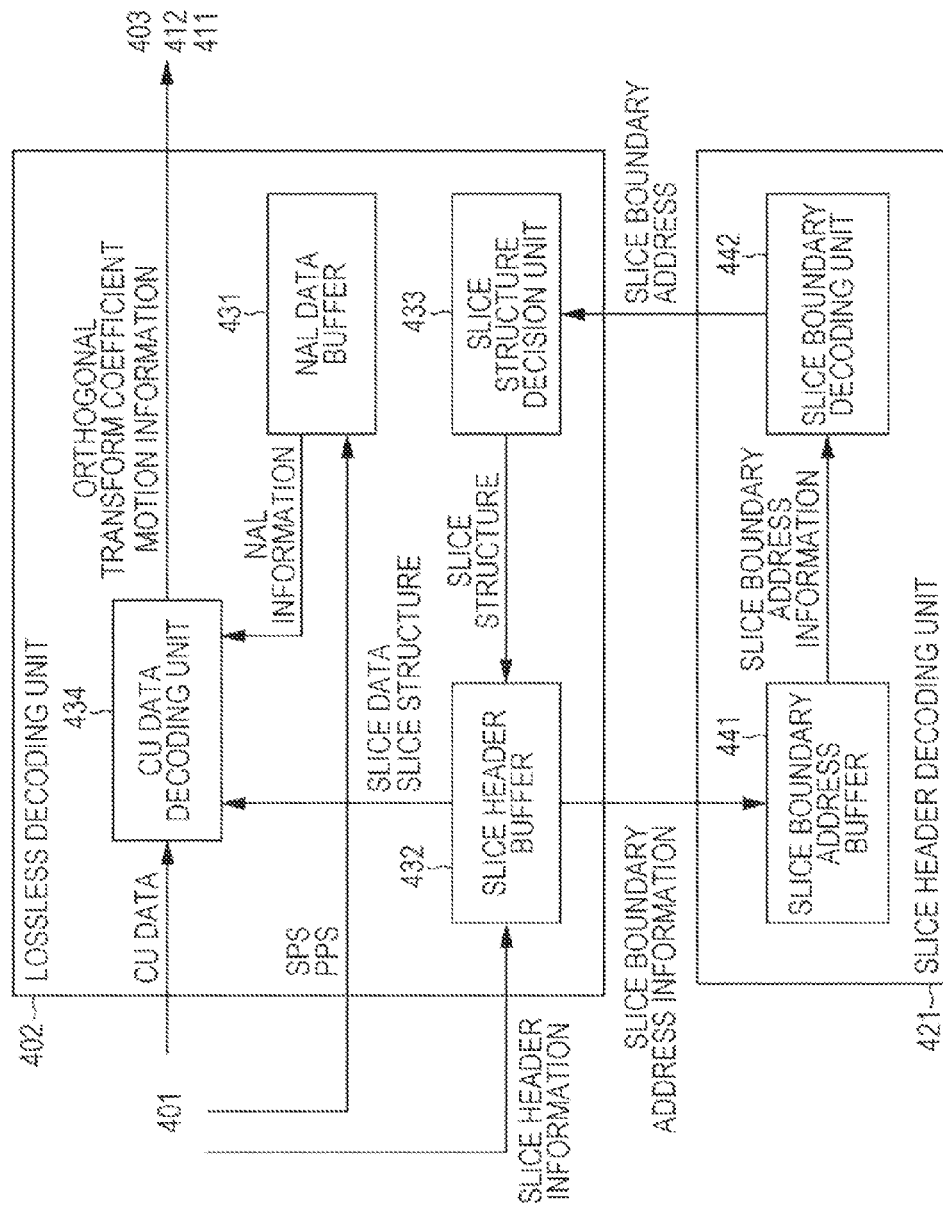 402
LOSSLESS DECODING UNIT
ORTHOGONAL
TRANSFORM COEFFICIENT
MOTION INFORMATION
403
412
411
401
CU DATA
434
CU DATA
DECODING UNIT
NAL
INFORMATION
431
NAL DATA
BUFFER
SPS
PPS
SLICE DATA
SLICE STRUCTURE
SLICE HEADER
INFORMATION
432
SLICE HEADER
BUFFER
SLICE
STRUCTURE
433
SLICE
STRUCTURE
DECISION UNIT
SLICE BOUNDARY
ADDRESS INFORMATION
SLICE BOUNDARY
ADDRESS
441
SLICE BOUNDARY
ADDRESS
BUFFER
SLICE BOUNDARY
ADDRESS
INFORMATION
442
SLICE BOUNDARY
DECODING UNIT
421
SLICE HEADER DECODING UNIT